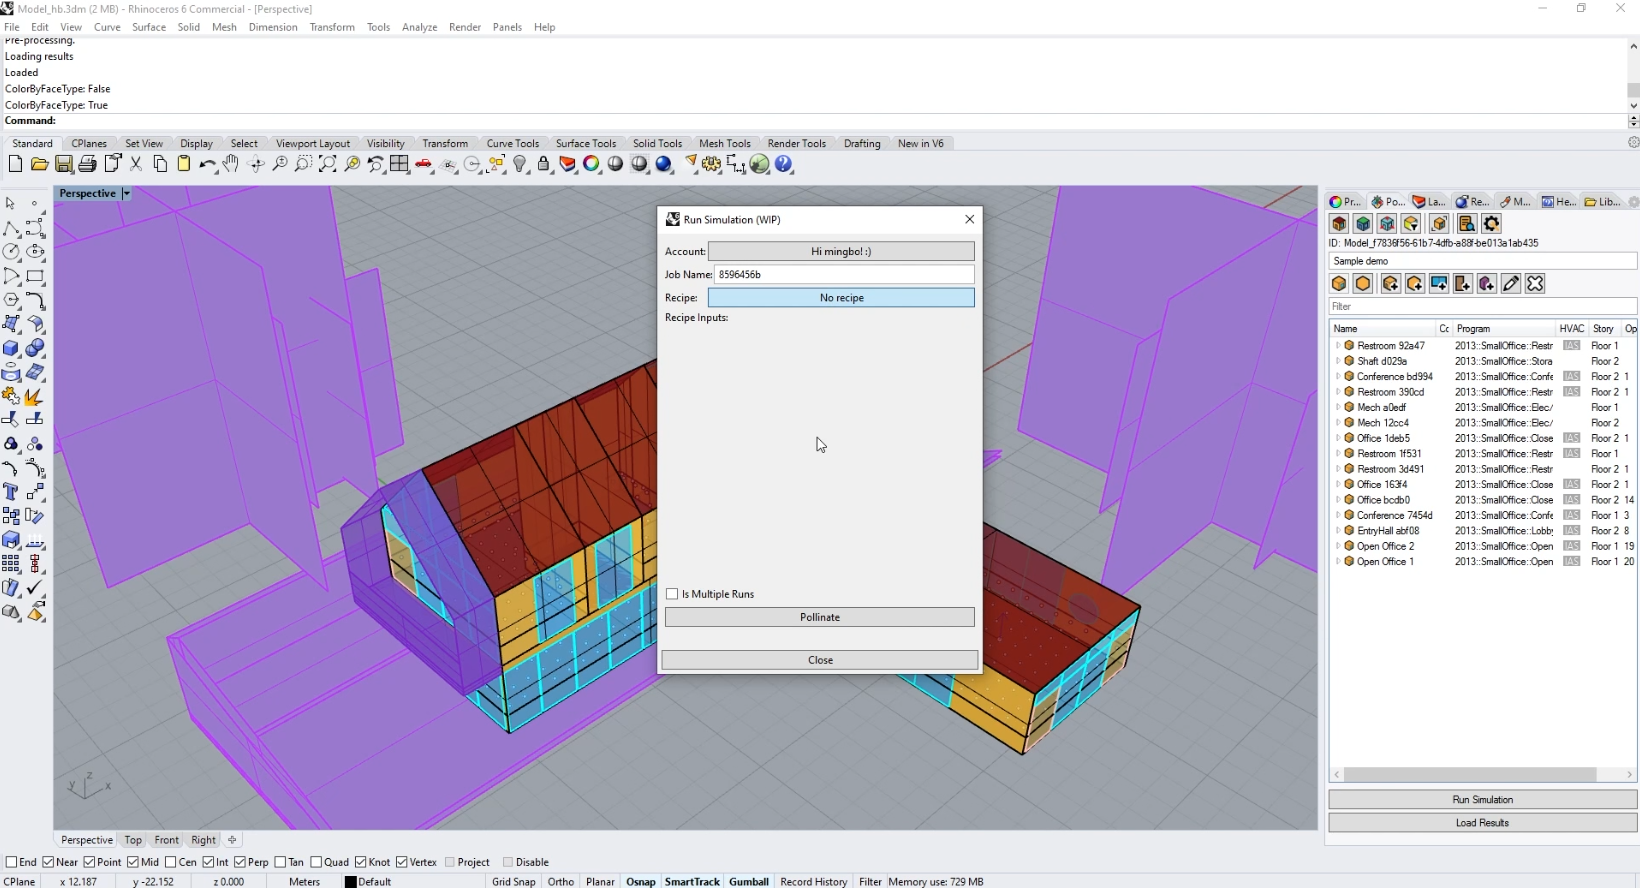 Model_hb.3dm (2 MB) - Rhinoceros 6 Commercial - [Perspective]
File Edit View Curve Surface Solid Mesh Dimension Transform Tools Analyze Render Panels Help
Pre-processing.
Loading results
Loaded
ColorByFaceType: False
ColorByFaceType: True
Command:
Standard CPlanes Set View Display Select Viewport Layout Visibility Transform Curve Tools Surface Tools Solid Tools Mesh Tools Render Tools Drafting New in V6
Perspective
Run Simulation (WIP)
Account: Hi mingbo! :)
Job Name: 8596456b
Recipe: No recipe
Recipe Inputs:
Is Multiple Runs
Pollinate
Close
Pr... Po... La... Re... M... He... Lib...
ID: Model_f7836f56-61b7-4dfb-a88f-be013a1ab435
Sample demo
Filter
Name Cc Program HVAC Story Op
Restroom 92a47 2013::SmallOffice::Restr IAS Floor 1
Shaft d029a 2013::SmallOffice::Stora Floor 2
Conference bd994 2013::SmallOffice::Confe IAS Floor 2 1
Restroom 390cd 2013::SmallOffice::Restr IAS Floor 2 1
Mech a0edf 2013::SmallOffice::Elec/ Floor 1
Mech 12cc4 2013::SmallOffice::Elec/ Floor 2
Office 1deb5 2013::SmallOffice::Close IAS Floor 2 1
Restroom 1f531 2013::SmallOffice::Restr IAS Floor 1
Restroom 3d491 2013::SmallOffice::Restr Floor 2 1
Office 163f4 2013::SmallOffice::Close IAS Floor 2 1
Office bcdb0 2013::SmallOffice::Close IAS Floor 2 14
Conference 7454d 2013::SmallOffice::Confe IAS Floor 1 3
EntryHall abf08 2013::SmallOffice::Lobby IAS Floor 2 8
Open Office 2 2013::SmallOffice::Open IAS Floor 1 19
Open Office 1 2013::SmallOffice::Open IAS Floor 1 20
Run Simulation
Load Results
z
y x
Perspective Top Front Right
End Near Point Mid Cen Int Perp Tan Quad Knot Vertex Project Disable
CPlane x 12.187 y -22.152 z 0.000 Meters Default Grid Snap Ortho Planar Osnap SmartTrack Gumball Record History Filter Memory use: 729 MB